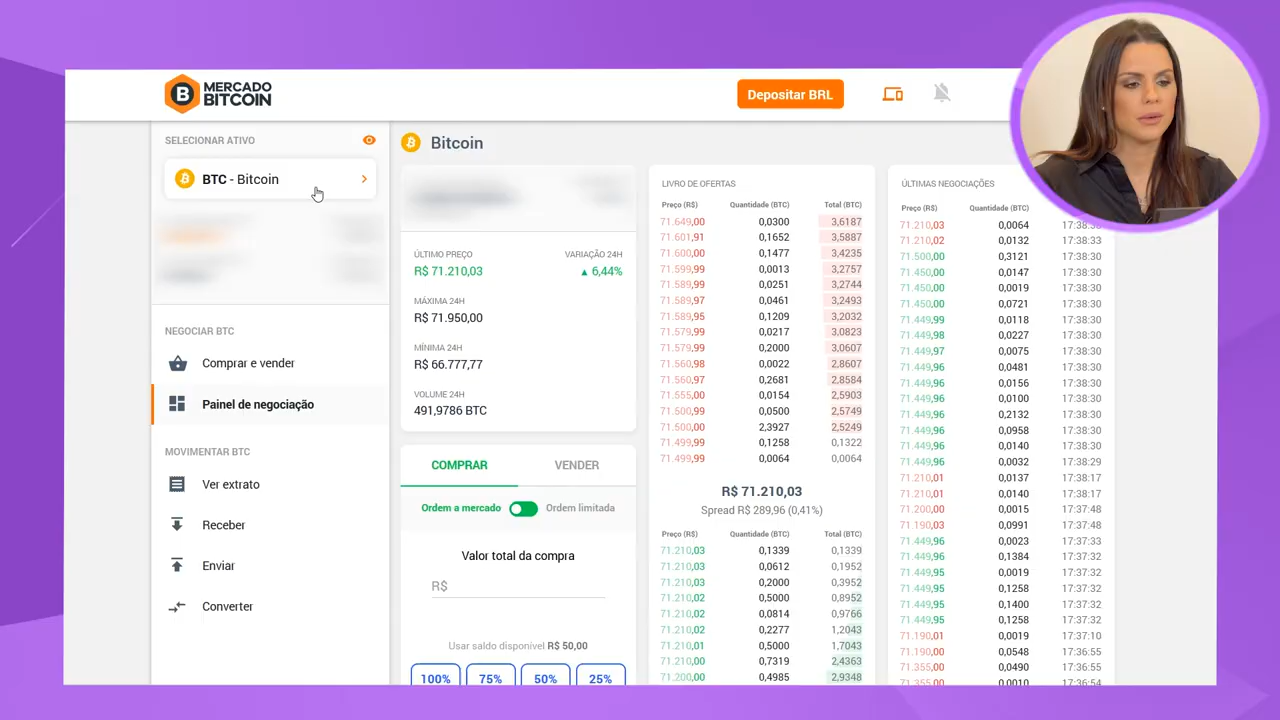 MERCADO
BITCOIN
Depositar BRL
SELECIONAR ATIVO
BTC - Bitcoin
NEGOCIAR BTC
Comprar e vender
Painel de negociação
MOVIMENTAR BTC
Ver extrato
Receber
Enviar
Converter
Bitcoin
ÚLTIMO PREÇO VARIAÇÃO 24H
R$ 71.210,03 ▲ 6,44%
MÁXIMA 24H
R$ 71.950,00
MÍNIMA 24H
R$ 66.777,77
VOLUME 24H
491,9786 BTC
COMPRAR VENDER
Ordem a mercado Ordem limitada
Valor total da compra
R$
Usar saldo disponível R$ 50,00
100% 75% 50% 25%
LIVRO DE OFERTAS
Preço (R$) Quantidade (BTC) Total (BTC)
71.649,00 0,0300 3,6187
71.601,91 0,1652 3,5887
71.600,00 0,1477 3,4235
71.599,99 0,0013 3,2757
71.589,99 0,0251 3,2744
71.589,97 0,0461 3,2493
71.589,95 0,1209 3,2032
71.579,99 0,0217 3,0823
71.579,99 0,2000 3,0607
71.560,98 0,0022 2,8607
71.560,97 0,2681 2,8584
71.555,00 0,0154 2,5903
71.500,99 0,0500 2,5749
71.500,00 2,3927 2,5249
71.499,99 0,1258 0,1322
71.499,99 0,0064 0,0064
R$ 71.210,03
Spread R$ 289,96 (0,41%)
Preço (R$) Quantidade (BTC) Total (BTC)
71.210,03 0,1339 0,1339
71.210,03 0,0612 0,1952
71.210,03 0,2000 0,3952
71.210,02 0,5000 0,8952
71.210,02 0,0814 0,9766
71.210,02 0,2277 1,2043
71.210,01 0,5000 1,7043
71.210,00 0,7319 2,4363
71.200,00 0,4985 2,9348
ÚLTIMAS NEGOCIAÇÕES
Preço (R$) Quantidade (BTC)
71.210,03 0,0064
71.210,02 0,0132 17:38:33
71.500,00 0,3121 17:38:30
71.450,00 0,0147 17:38:30
71.450,00 0,0019 17:38:30
71.450,00 0,0721 17:38:30
71.449,99 0,0118 17:38:30
71.449,98 0,0227 17:38:30
71.449,97 0,0075 17:38:30
71.449,96 0,0481 17:38:30
71.449,96 0,0156 17:38:30
71.449,96 0,0100 17:38:30
71.449,96 0,2132 17:38:30
71.449,96 0,0958 17:38:30
71.449,96 0,0140 17:38:30
71.449,96 0,0032 17:38:29
71.210,01 0,0137 17:38:17
71.210,01 0,0140 17:38:17
71.200,00 0,0015 17:37:48
71.190,03 0,0991 17:37:48
71.449,96 0,0023 17:37:33
71.449,96 0,1384 17:37:32
71.449,95 0,0019 17:37:32
71.449,95 0,1258 17:37:32
71.449,95 0,1400 17:37:32
71.449,95 0,1258 17:37:32
71.190,01 0,0019 17:37:10
71.190,00 0,0548 17:36:55
71.355,00 0,0490 17:36:55
71.355,00 0,0010 17:36:54